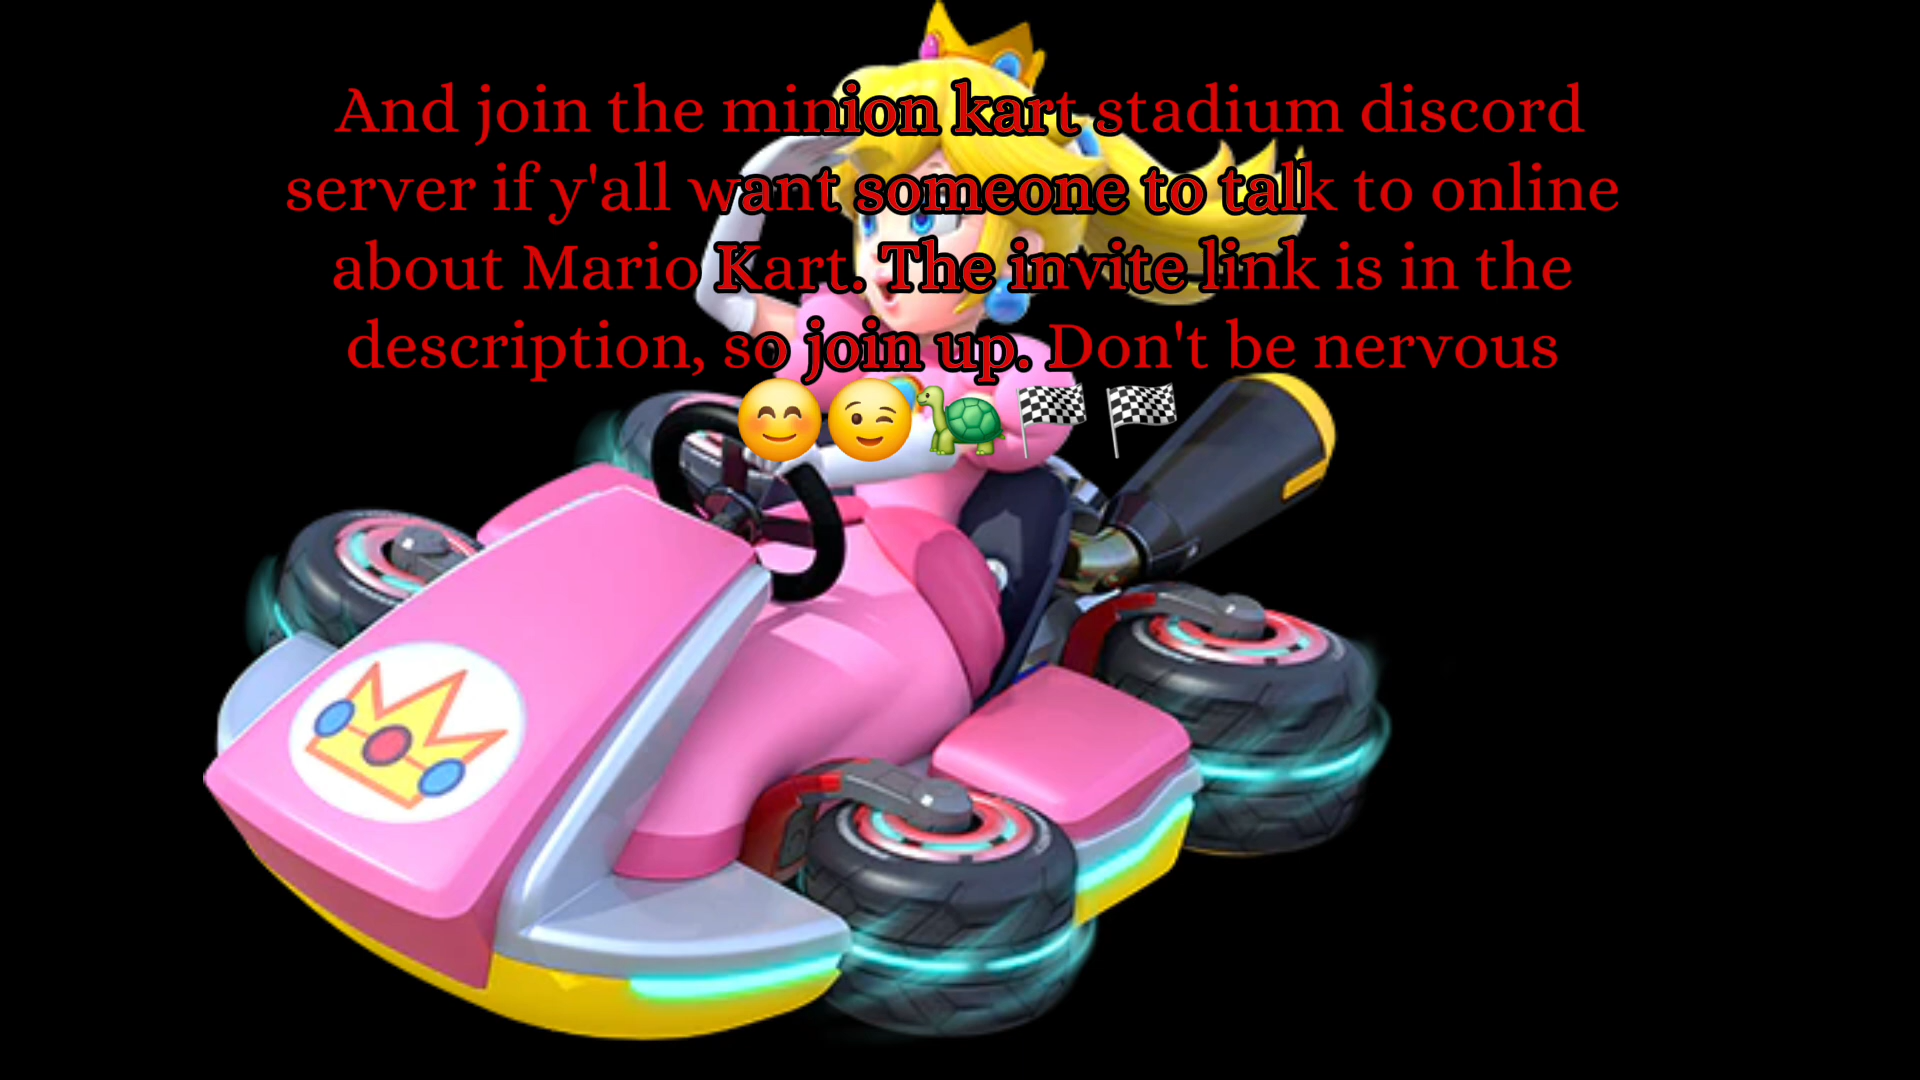 And join the minion kart stadium discord
server if y'all want someone to talk to online
about Mario Kart. The invite link is in the
description, so join up. Don't be nervous
😊😉🐢🏁🏁